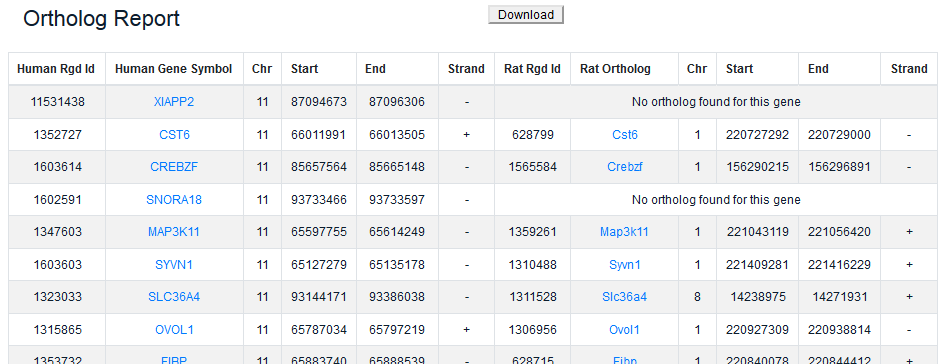 Ortholog Report
Download
Human Rgd Id Human Gene Symbol Chr Start End Strand Rat Rgd Id Rat Ortholog Chr Start End Strand
11531438 XIAPP2 11 87094673 87096306 - No ortholog found for this gene
1352727 CST6 11 66011991 66013505 + 628799 Cst6 1 220727292 220729000 -
1603614 CREBZF 11 85657564 85665148 - 1565584 Crebzf 1 156290215 156296891 -
1602591 SNORA18 11 93733466 93733597 - No ortholog found for this gene
1347603 MAP3K11 11 65597755 65614249 - 1359261 Map3k11 1 221043119 221056420 +
1603603 SYVN1 11 65127279 65135178 - 1310488 Syvn1 1 221409281 221416229 +
1323033 SLC36A4 11 93144171 93386038 - 1311528 Slc36a4 8 14238975 14271931 +
1315865 OVOL1 11 65787034 65797219 + 1306956 Ovol1 1 220927309 220938814 -
1353732 FIBP 11 65883740 65888539 - 628715 Fibp 1 220840078 220844412 +